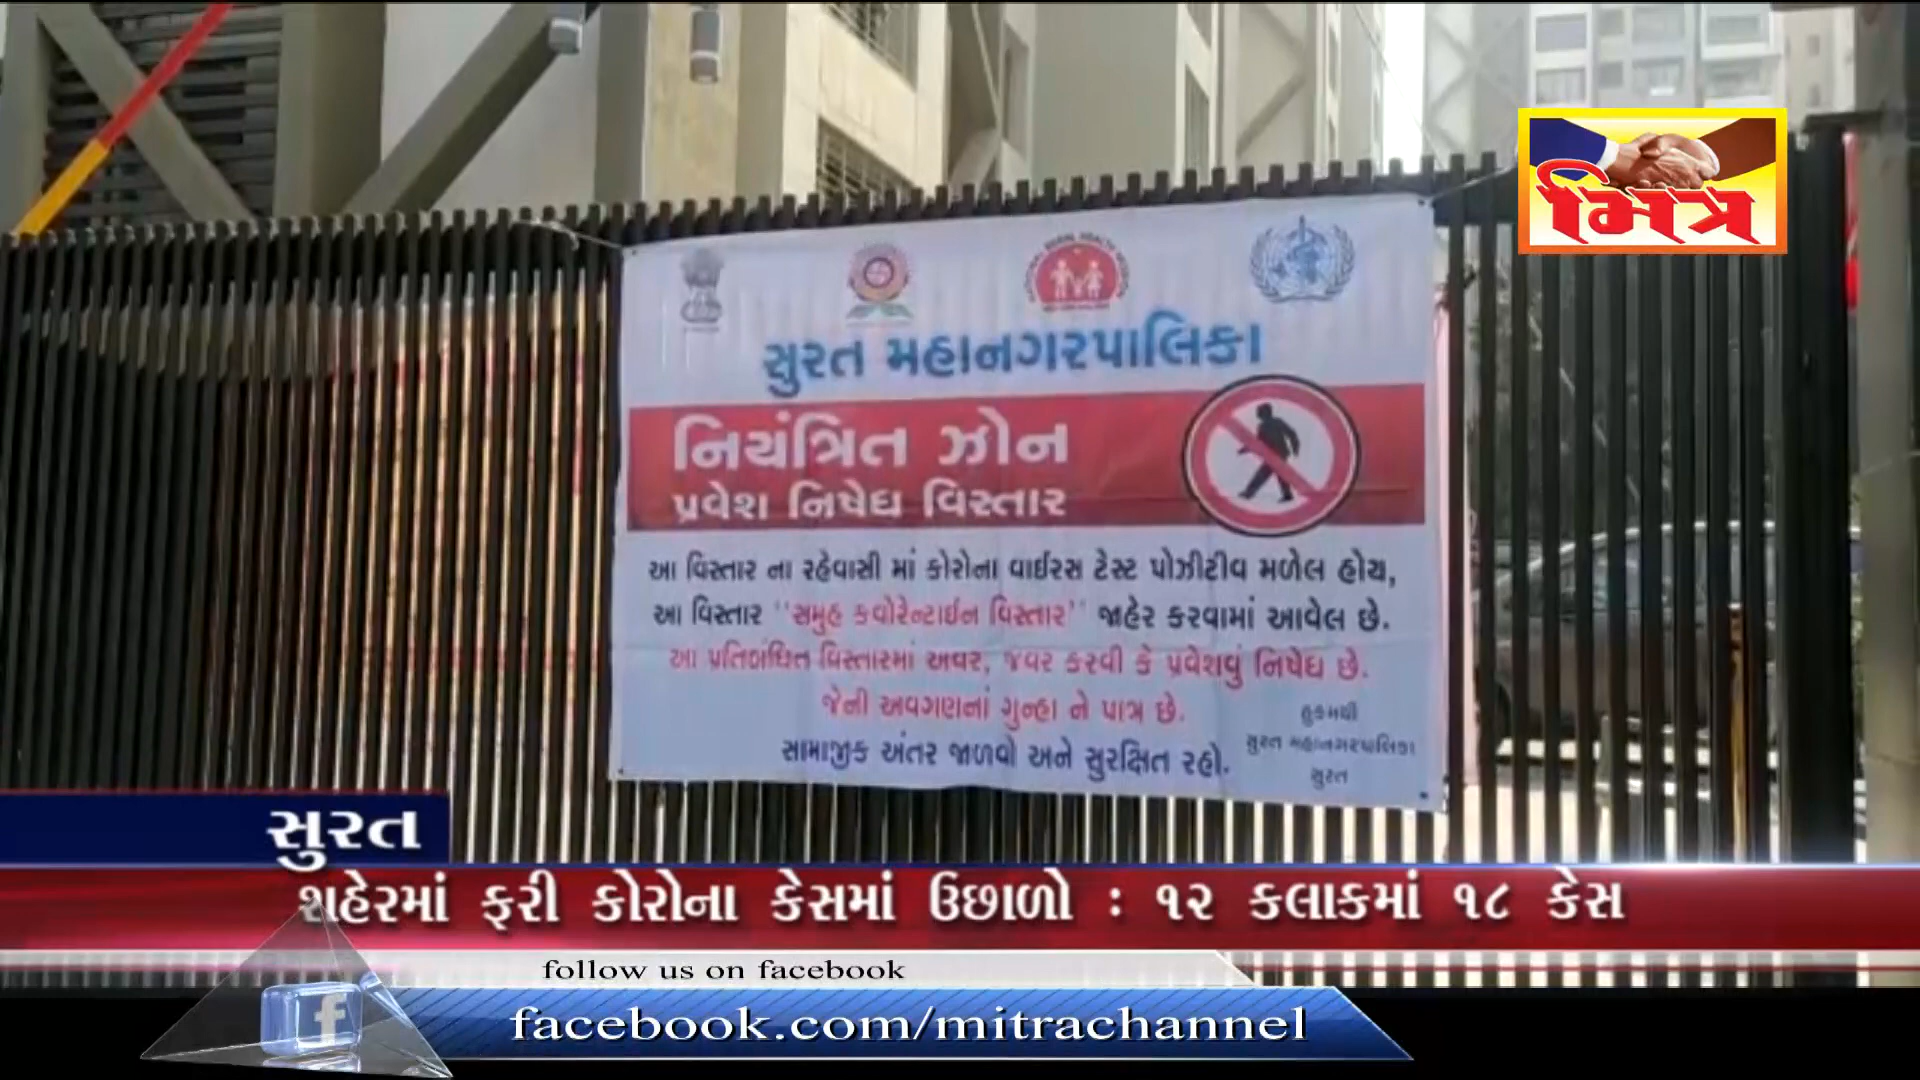 મિત્ર
સુરત મહાનગરપાલિકા
નિયંત્રિત ઝોન
પ્રવેશ નિષેધ વિસ્તાર
આ વિસ્તાર ના રહેવાસી માં કોરોના વાઈરસ ટેસ્ટ પોઝીટીવ મળેલ હોય,
આ વિસ્તાર "સમુહ કવોરેન્ટાઈન વિસ્તાર" જાહેર કરવામાં આવેલ છે.
આ પ્રતિબંધિત વિસ્તારમાં અવર, જવર કરવી કે પ્રવેશવું નિષેધ છે.
જેની અવગણનાં ગુન્હા ને પાત્ર છે.
સામાજીક અંતર જાળવો અને સુરક્ષિત રહો.
હુકમથી
સુરત મહાનગરપાલિકા
સુરત
સુરત
શહેરમાં ફરી કોરોના કેસમાં ઉછાળો : ૧૨ કલાકમાં ૧૮ કેસ
follow us on facebook
facebook.com/mitrachannel